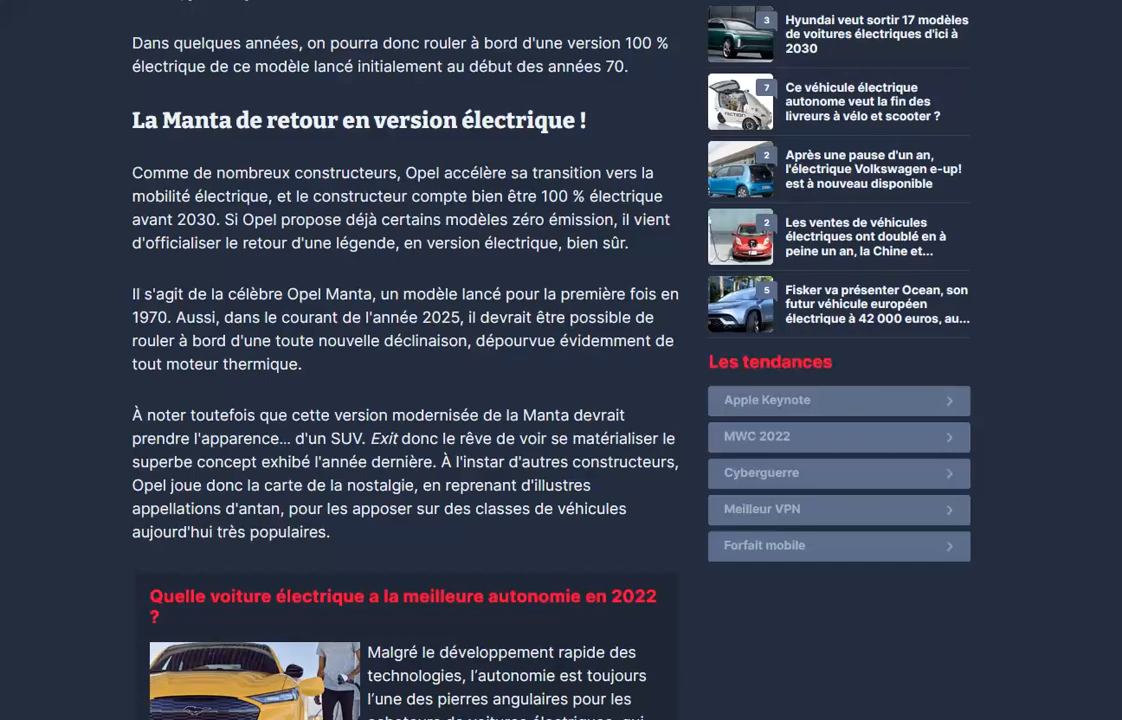 Dans quelques années, on pourra donc rouler à bord d'une version 100 %
électrique de ce modèle lancé initialement au début des années 70.
La Manta de retour en version électrique !
Comme de nombreux constructeurs, Opel accélère sa transition vers la
mobilité électrique, et le constructeur compte bien être 100 % électrique
avant 2030. Si Opel propose déjà certains modèles zéro émission, il vient
d'officialiser le retour d'une légende, en version électrique, bien sûr.
Il s'agit de la célèbre Opel Manta, un modèle lancé pour la première fois en
1970. Aussi, dans le courant de l'année 2025, il devrait être possible de
rouler à bord d'une toute nouvelle déclinaison, dépourvue évidemment de
tout moteur thermique.
À noter toutefois que cette version modernisée de la Manta devrait
prendre l'apparence... d'un SUV. Exit donc le rêve de voir se matérialiser le
superbe concept exhibé l'année dernière. À l'instar d'autres constructeurs,
Opel joue donc la carte de la nostalgie, en reprenant d'illustres
appellations d'antan, pour les apposer sur des classes de véhicules
aujourd'hui très populaires.
Quelle voiture électrique a la meilleure autonomie en 2022
?
Malgré le développement rapide des
technologies, l'autonomie est toujours
l'une des pierres angulaires pour les
3
Hyundai veut sortir 17 modèles
de voitures électriques d'ici à
2030
7
Ce véhicule électrique
autonome veut la fin des
livreurs à vélo et scooter ?
2
Après une pause d'un an,
l'électrique Volkswagen e-up!
est à nouveau disponible
2
Les ventes de véhicules
électriques ont doublé en à
peine un an, la Chine et...
5
Fisker va présenter Ocean, son
futur véhicule européen
électrique à 42 000 euros, au...
Les tendances
Apple Keynote
MWC 2022
Cyberguerre
Meilleur VPN
Forfait mobile